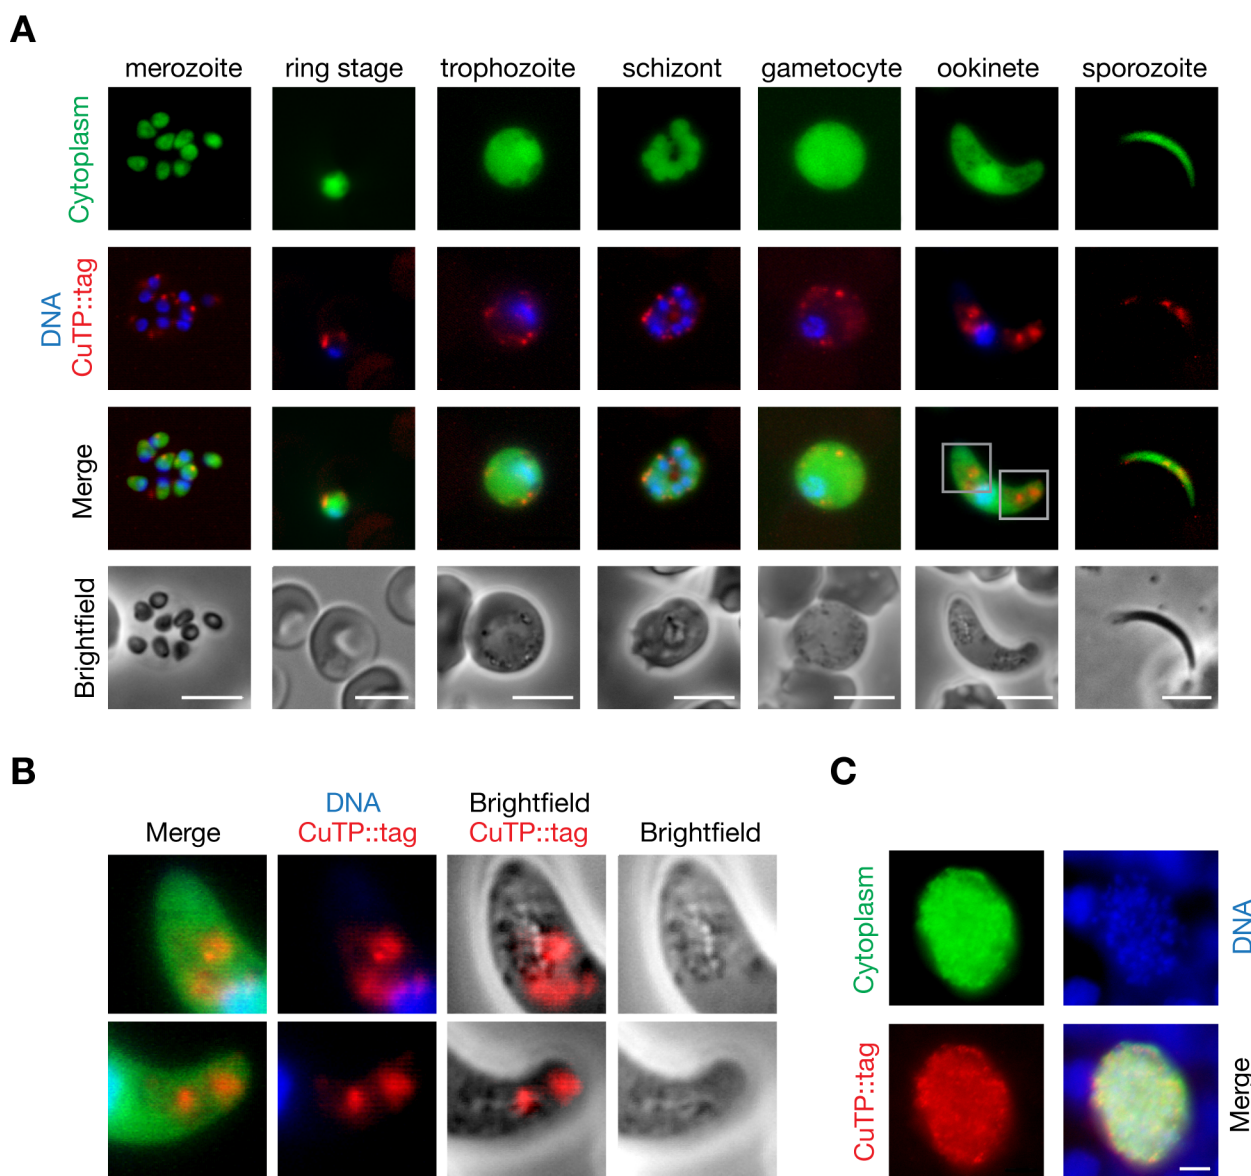 A
merozoite ring stage trophozoite schizont gametocyte ookinete sporozoite
Cytoplasm
DNA
CuTP::tag
Merge
Brightfield
B
Merge
DNA
CuTP::tag
Brightfield
CuTP::tag
Brightfield
C
Cytoplasm
DNA
CuTP::tag
Merge